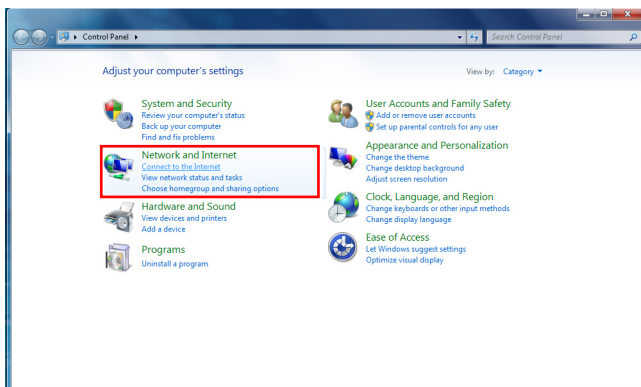 Control Panel
Search Control Panel
Adjust your computer's settings
View by: Category
System and Security
Review your computer's status
Back up your computer
Find and fix problems
Network and Internet
Connect to the Internet
View network status and tasks
Choose homegroup and sharing options
Hardware and Sound
View devices and printers
Add a device
Programs
Uninstall a program
User Accounts and Family Safety
Add or remove user accounts
Set up parental controls for any user
Appearance and Personalization
Change the theme
Change desktop background
Adjust screen resolution
Clock, Language, and Region
Change keyboards or other input methods
Change display language
Ease of Access
Let Windows suggest settings
Optimize visual display